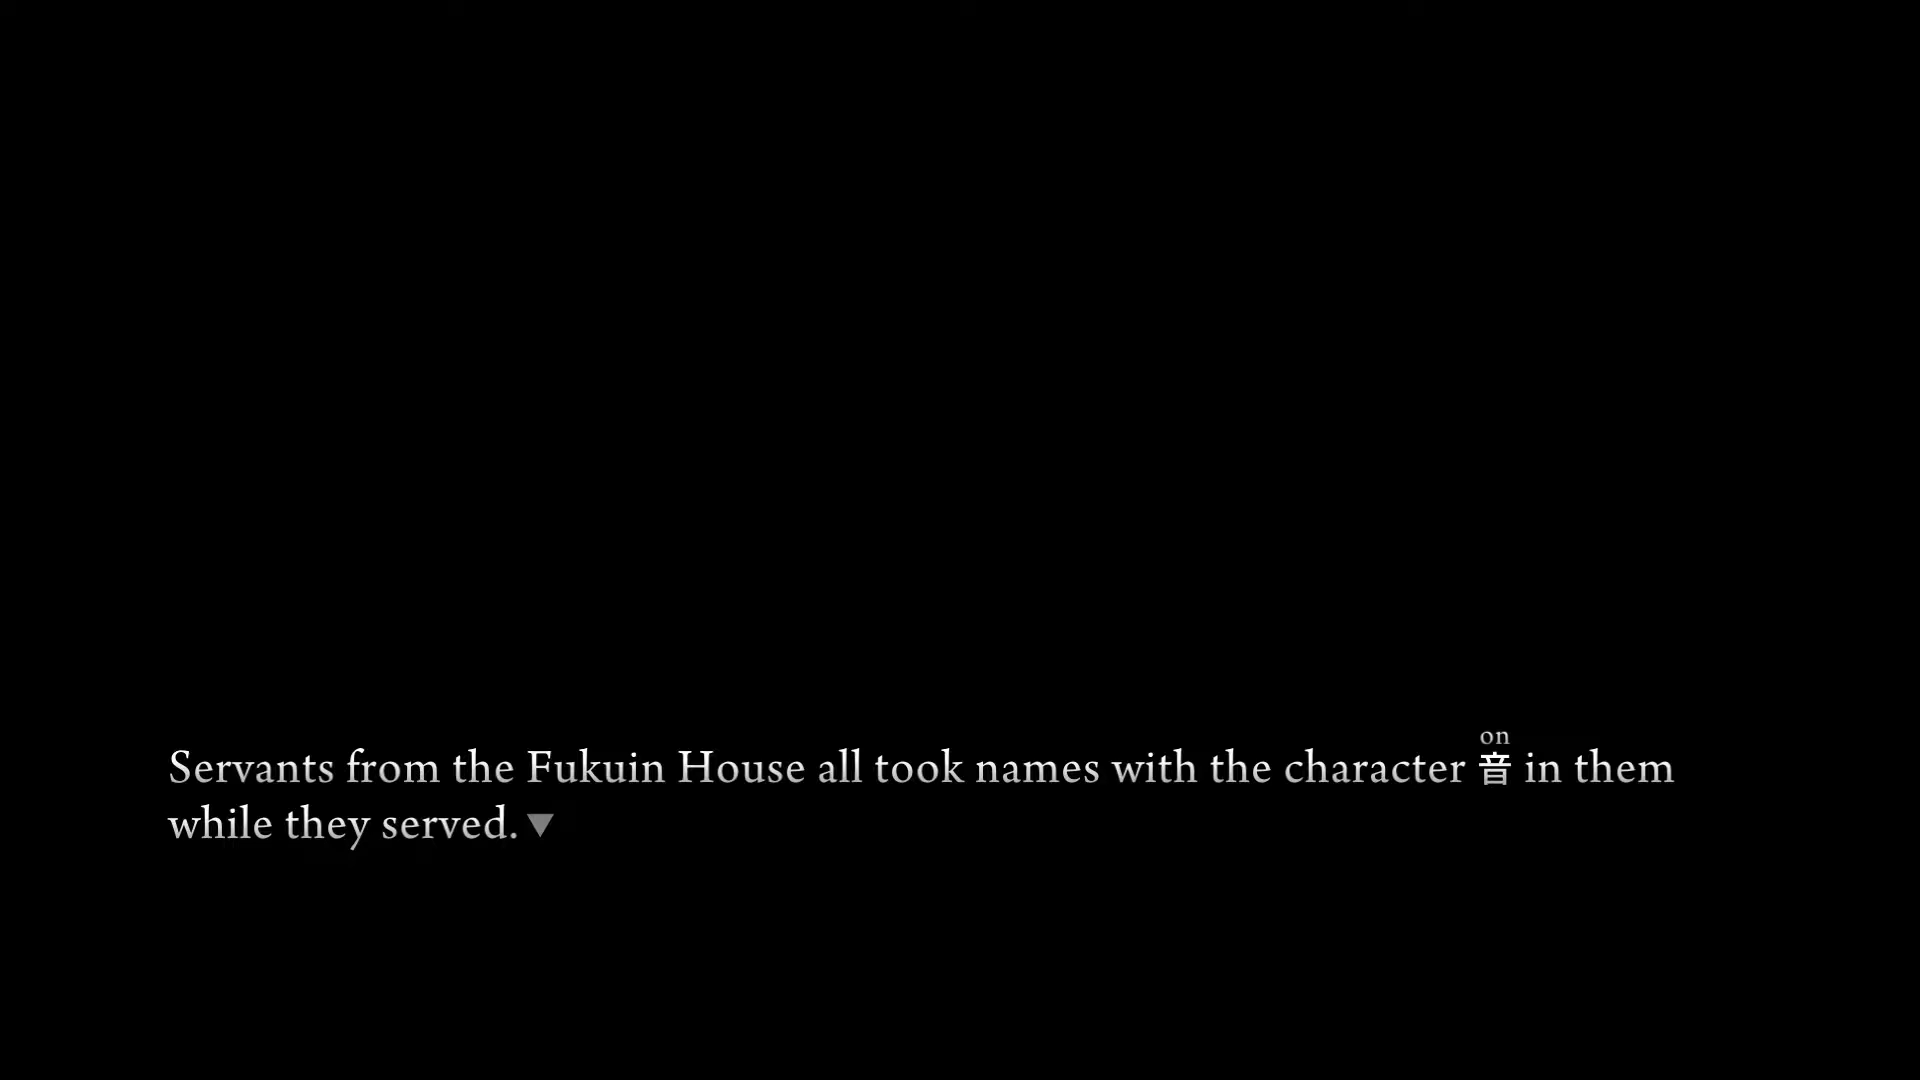 on
Servants from the Fukuin House all took names with the character 音 in them
while they served.